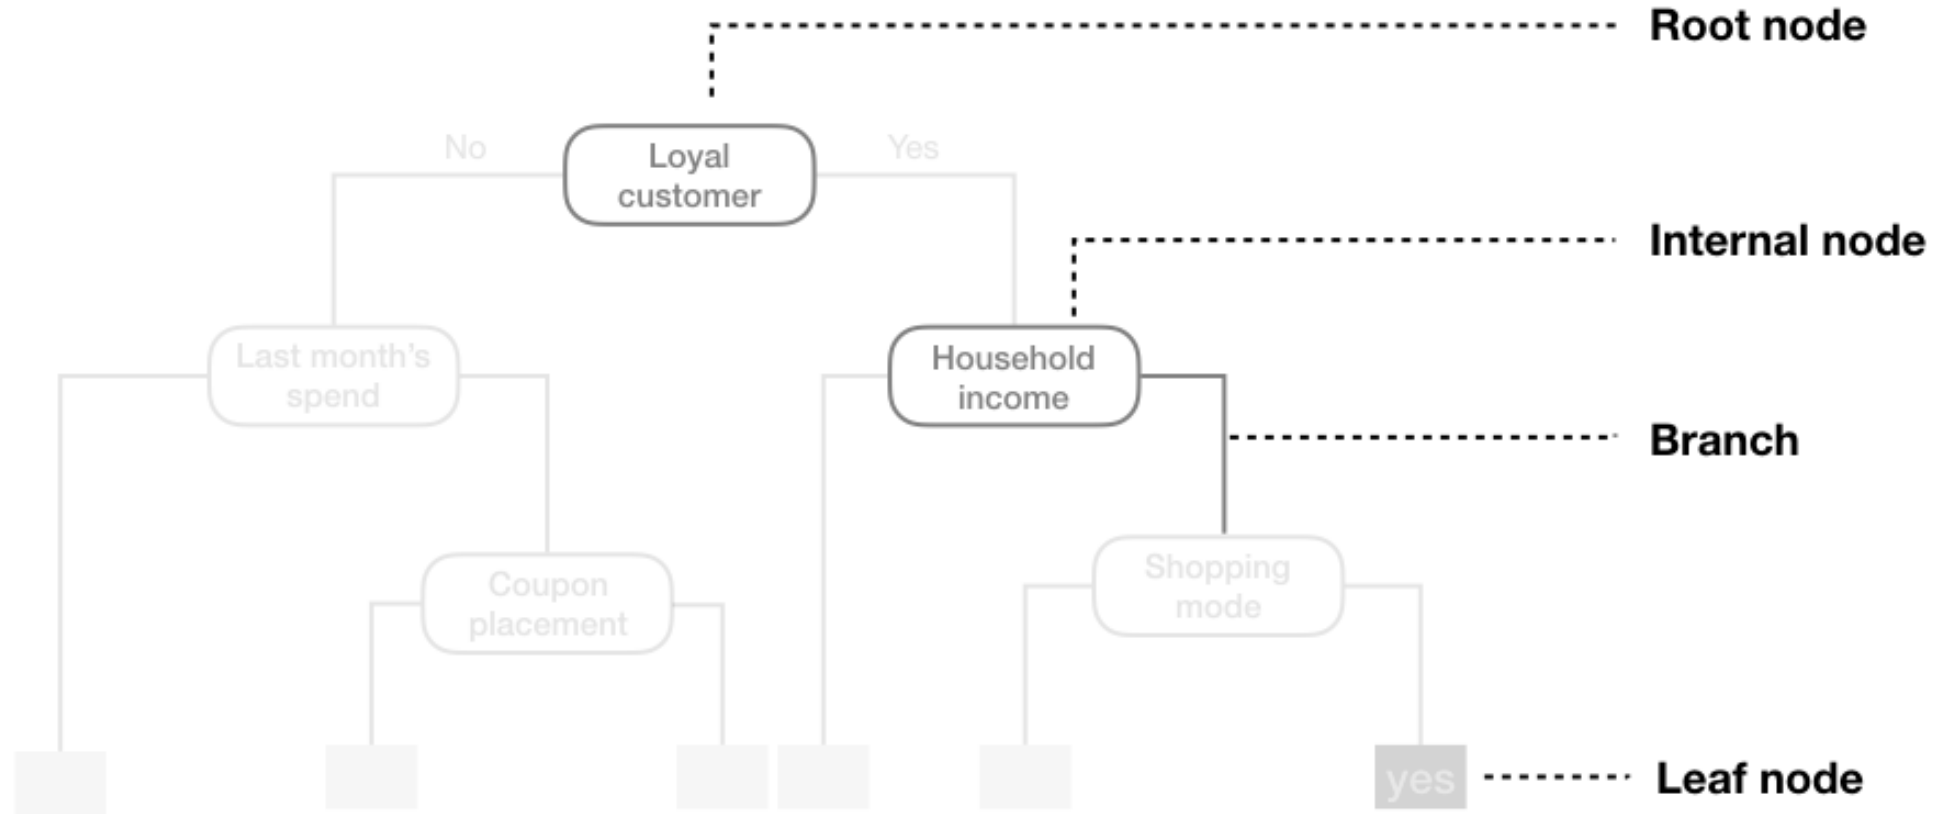 Root node
No
Loyal
customer
Yes
Internal node
Last month’s
spend
Household
income
Branch
Coupon
placement
Shopping
mode
yes
Leaf node